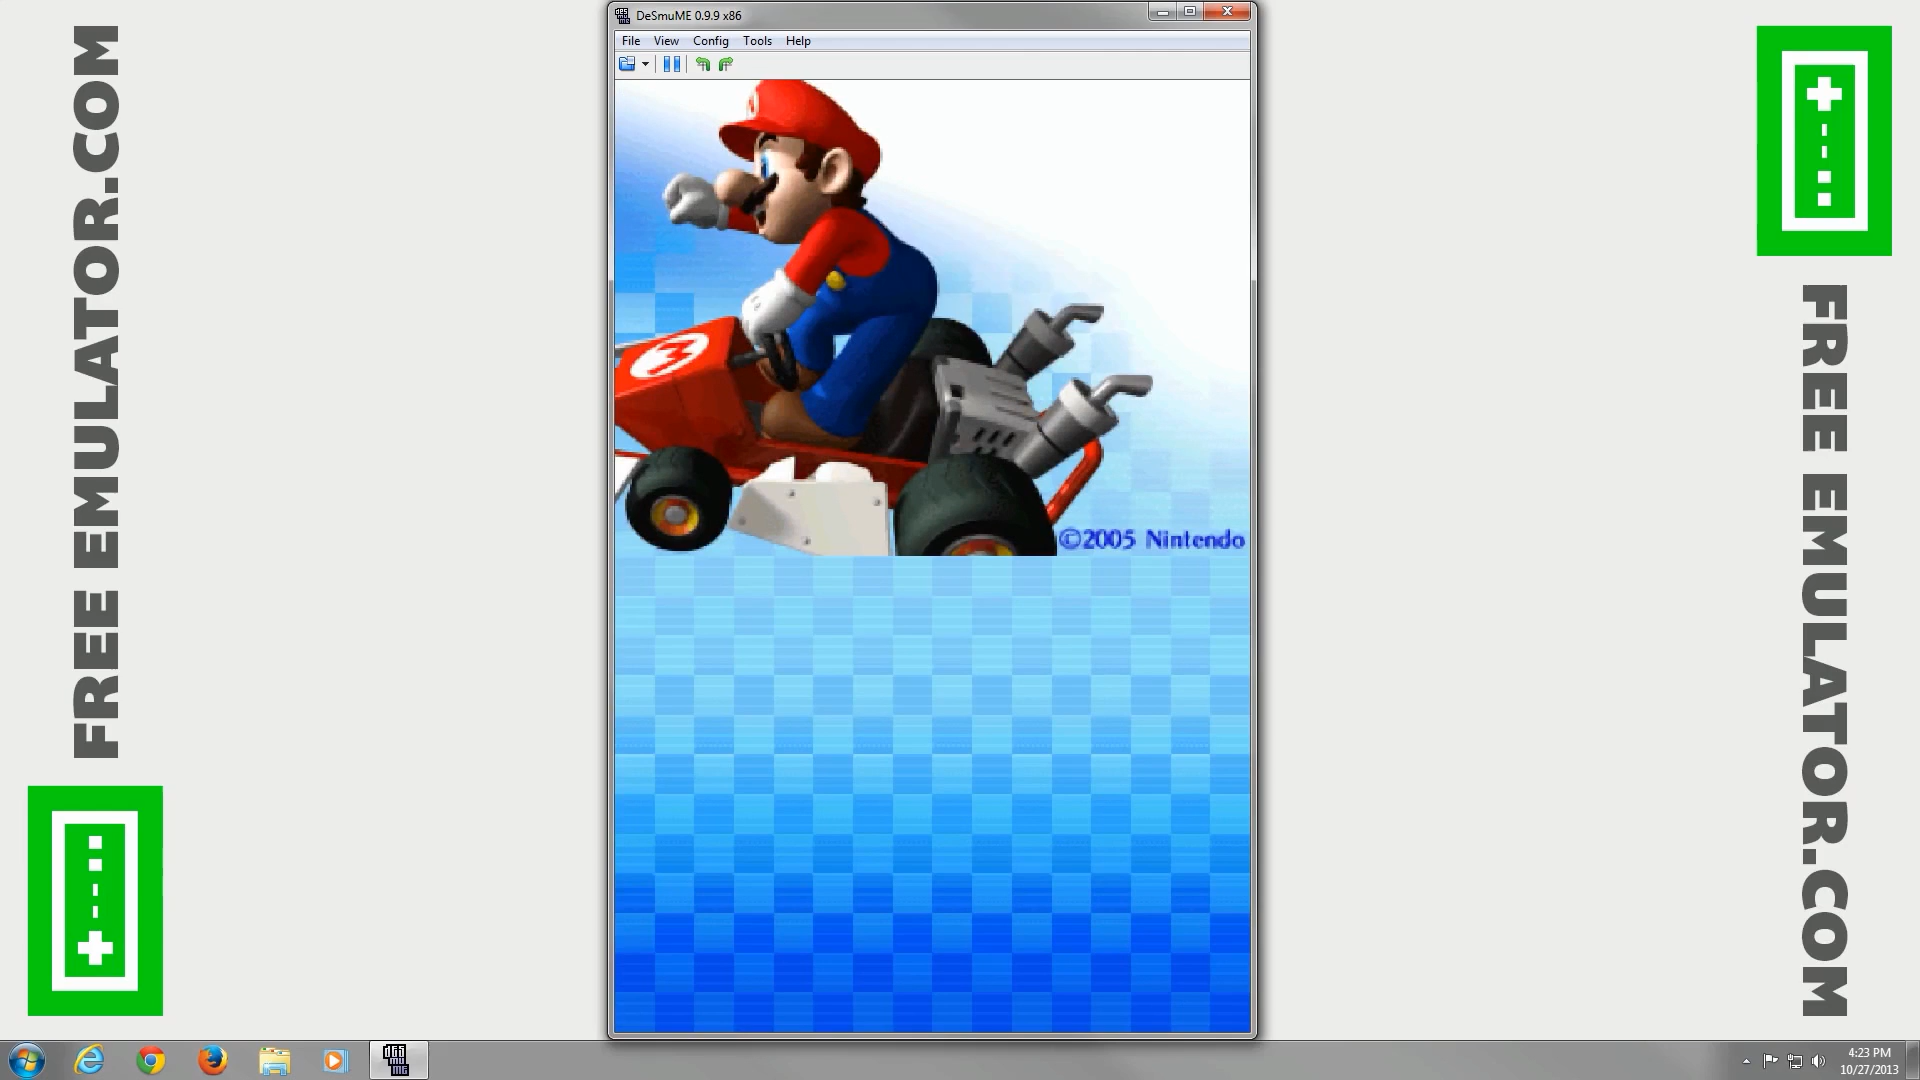 FREE EMULATOR.COM
DeSmuME 0.9.9 x86
File View Config Tools Help
M
©2005 Nintendo
FREE EMULATOR.COM
4:23 PM
10/27/2013